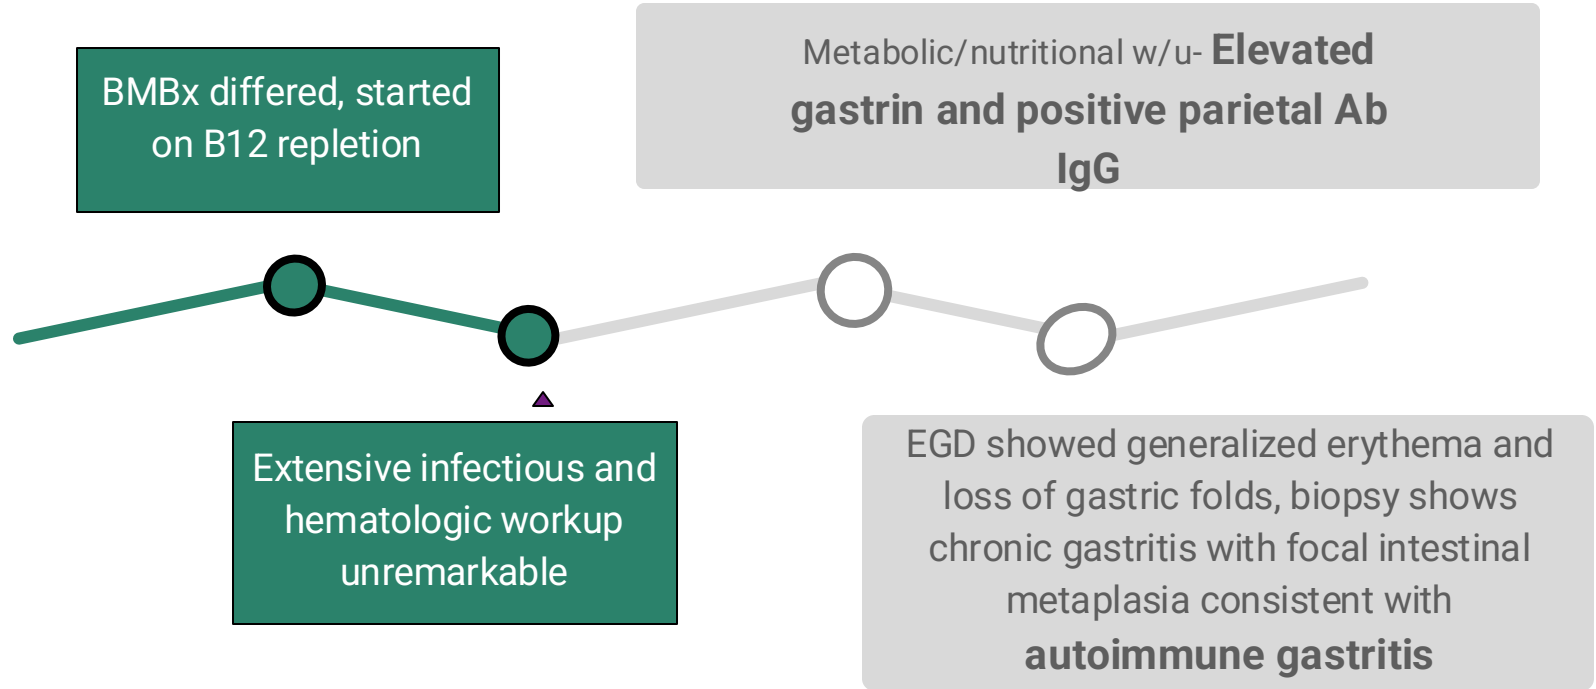 BMBx differed, started
on B12 repletion
Metabolic/nutritional w/u- Elevated
gastrin and positive parietal Ab
IgG
Extensive infectious and
hematologic workup
unremarkable
EGD showed generalized erythema and
loss of gastric folds, biopsy shows
chronic gastritis with focal intestinal
metaplasia consistent with
autoimmune gastritis